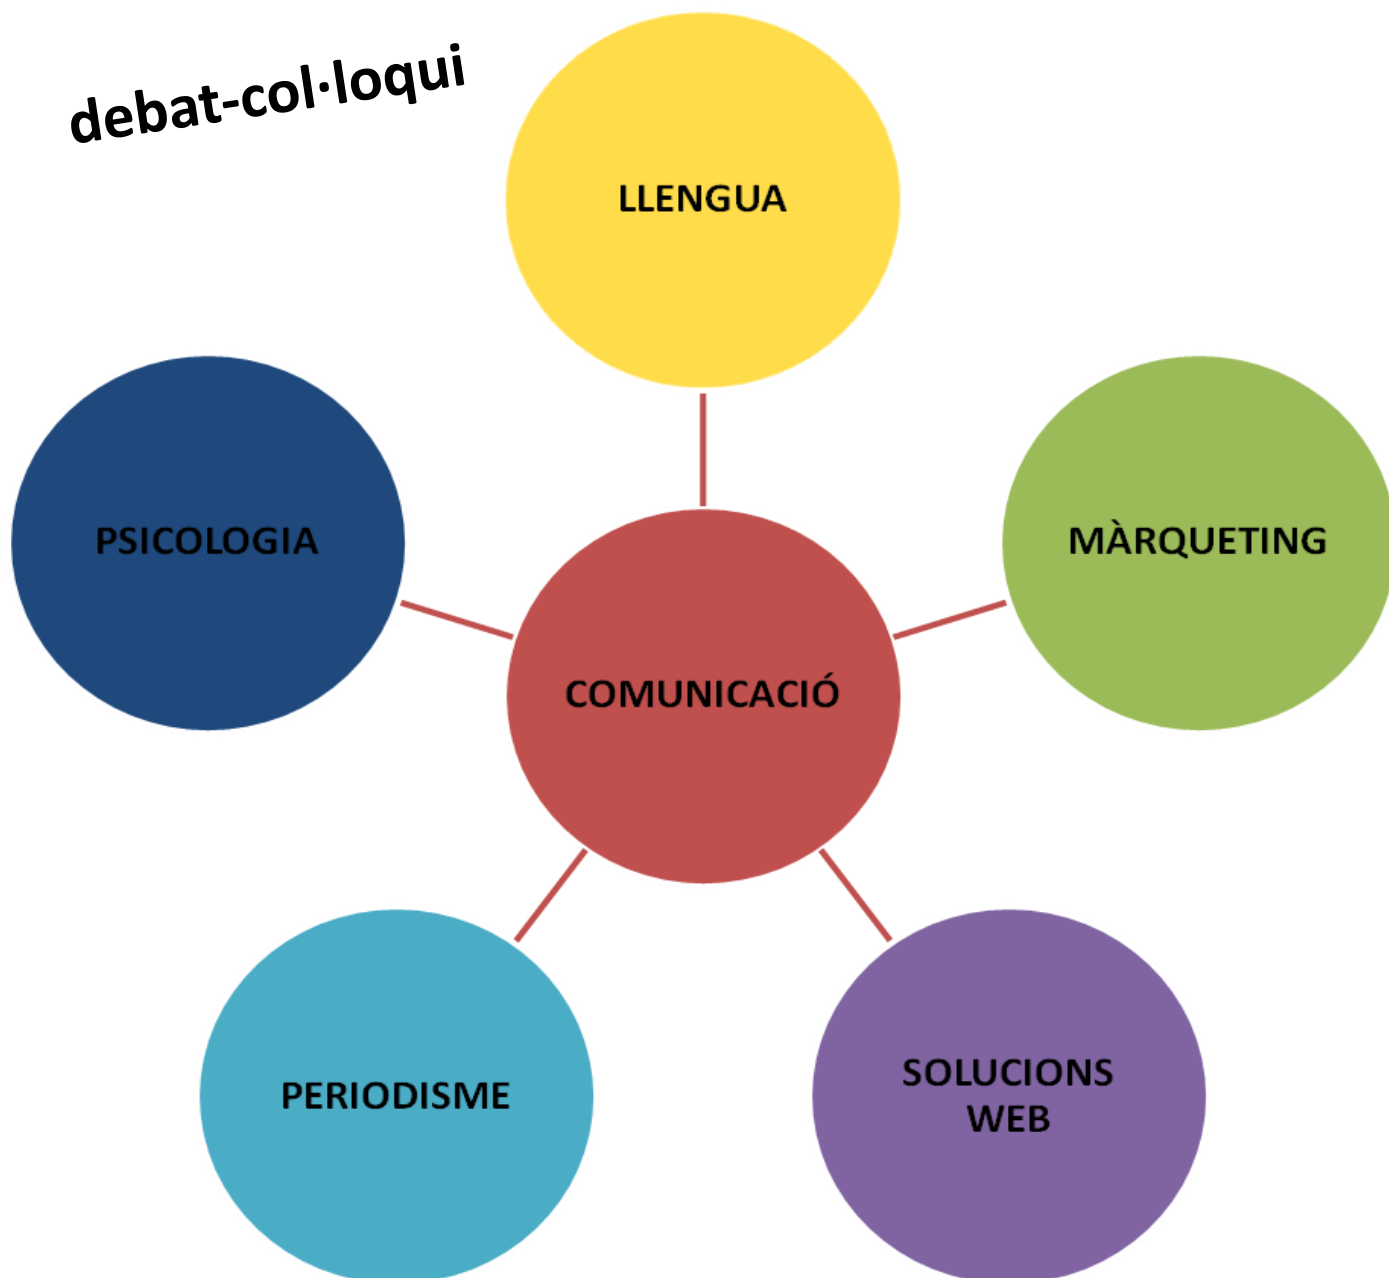 debat-col·loqui
LLENGUA
PSICOLOGIA
MÀRQUETING
COMUNICACIÓ
PERIODISME
SOLUCIONS
WEB